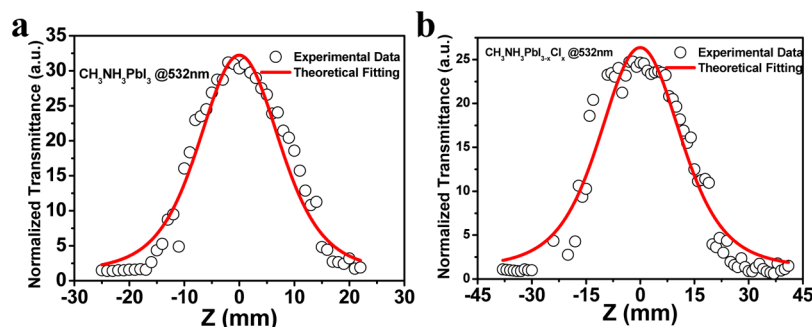 a
Normalized Transmittance (a.u.)
35
30
25
20
15
10
5
0
CH₃NH₃PbI₃ @532nm
Experimental Data
Theoretical Fitting
-30 -20 -10 0 10 20 30
Z (mm)
b
Normalized Transmittance (a.u.)
25
20
15
10
5
0
CH₃NH₃PbI₃₋ₓClₓ @532nm
Experimental Data
Theoretical Fitting
-45 -30 -15 0 15 30 45
Z (mm)